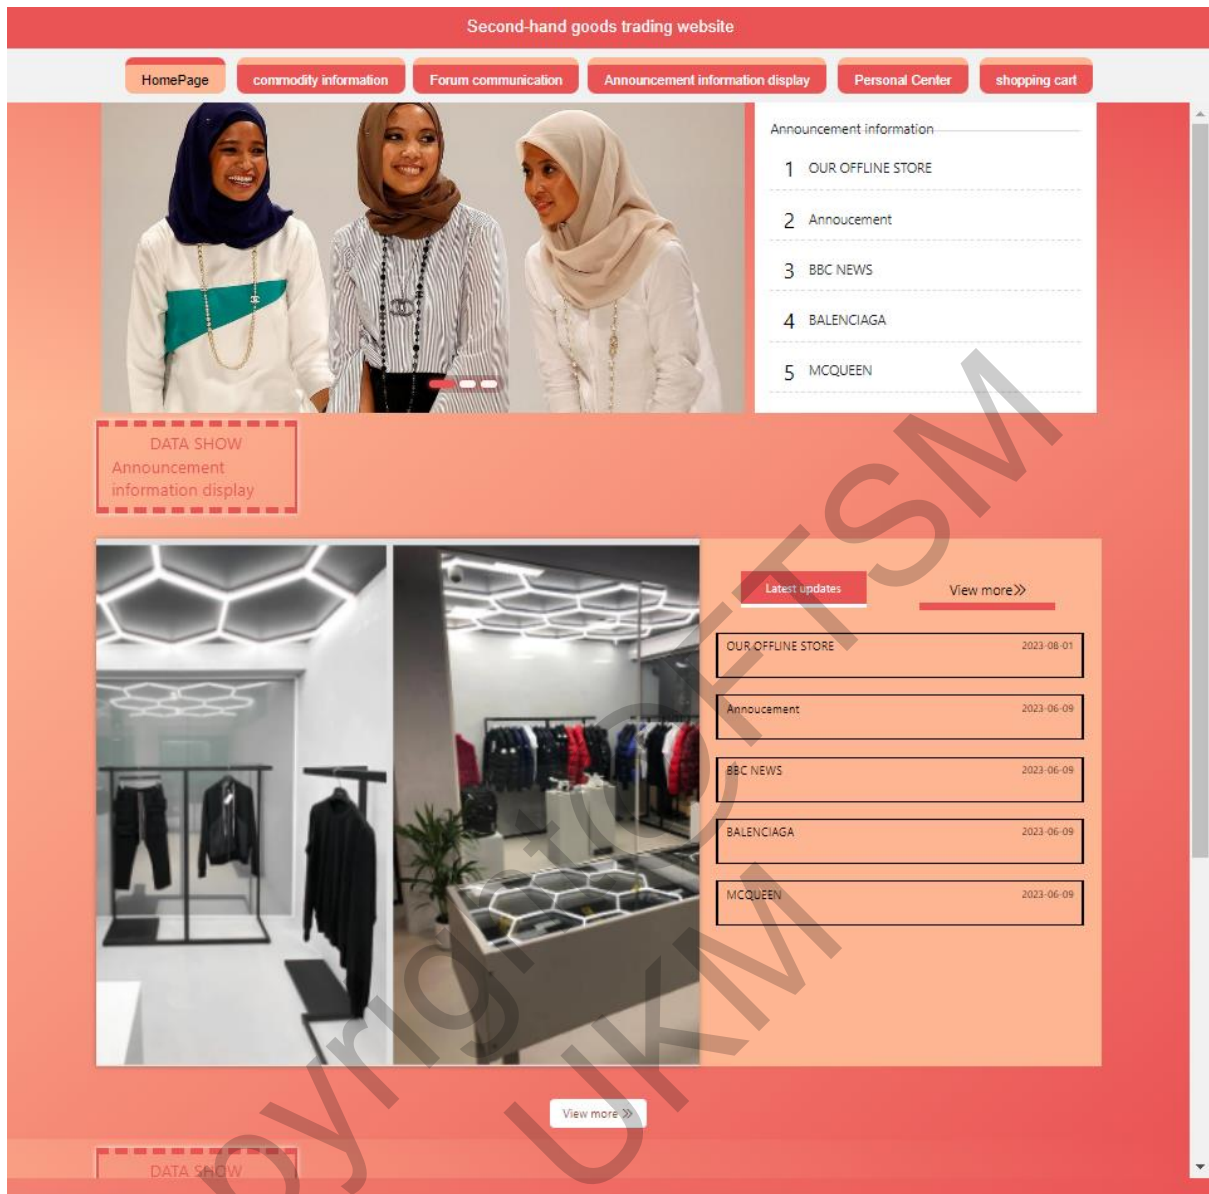 Second-hand goods trading website
HomePage
commodity information
Forum communication
Announcement information display
Personal Center
shopping cart
Announcement information
1 OUR OFFLINE STORE
2 Annoucement
3 BBC NEWS
4 BALENCIAGA
5 MCQUEEN
DATA SHOW
Announcement
information display
Latest updates
View more
OUR OFFLINE STORE 2023-08-01
Annoucement 2023-06-09
BBC NEWS 2023-06-09
BALENCIAGA 2023-06-09
MCQUEEN 2023-06-09
View more
DATA SHOW
pyright@FTSM
UKM